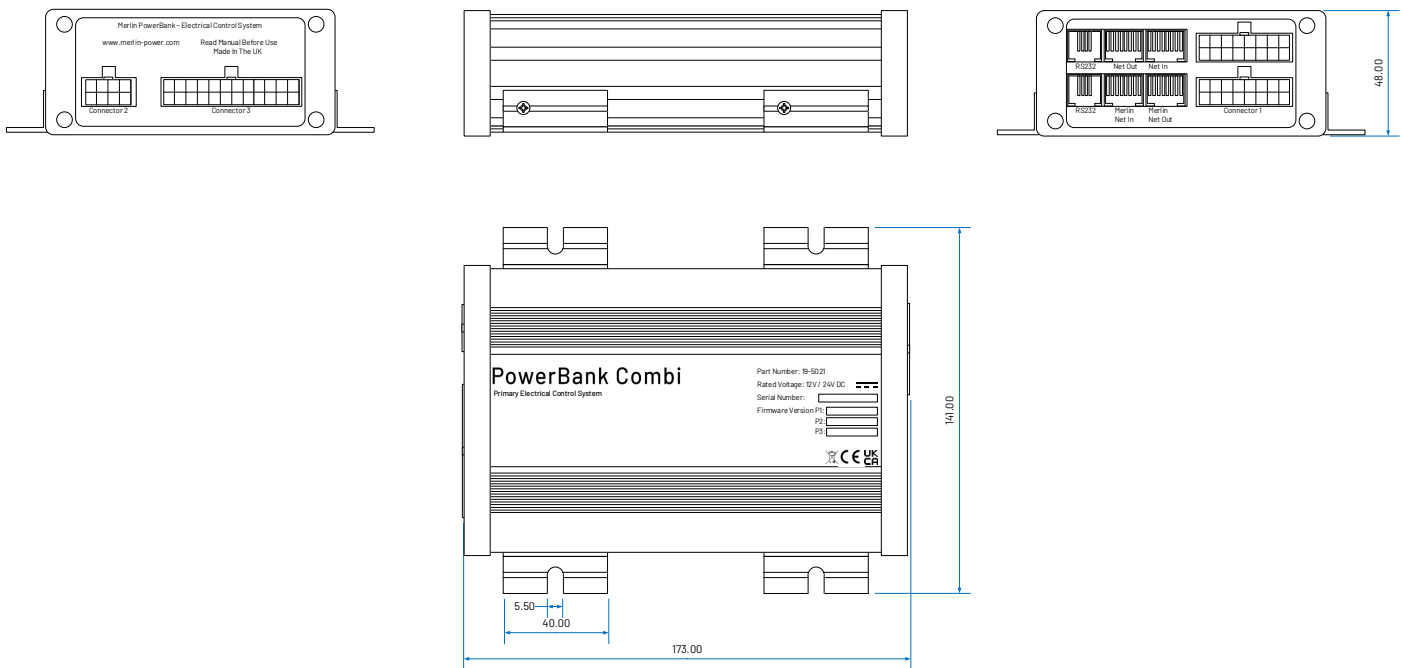 Merlin PowerBank - Electrical Control System
www.merlin-power.com
Read Manual Before Use
Made In The UK
Connector 2
Connector 3
RS232
Net Out
Net In
RS232
Merlin
Net In
Merlin
Net Out
Connector 1
48.00
PowerBank Combi
Primary Electrical Control System
Part Number: 19-5021
Rated Voltage: 12V / 24V DC
Serial Number:
Firmware Version P1:
P2:
P3:
CE
UK
CA
141.00
5.50
40.00
173.00